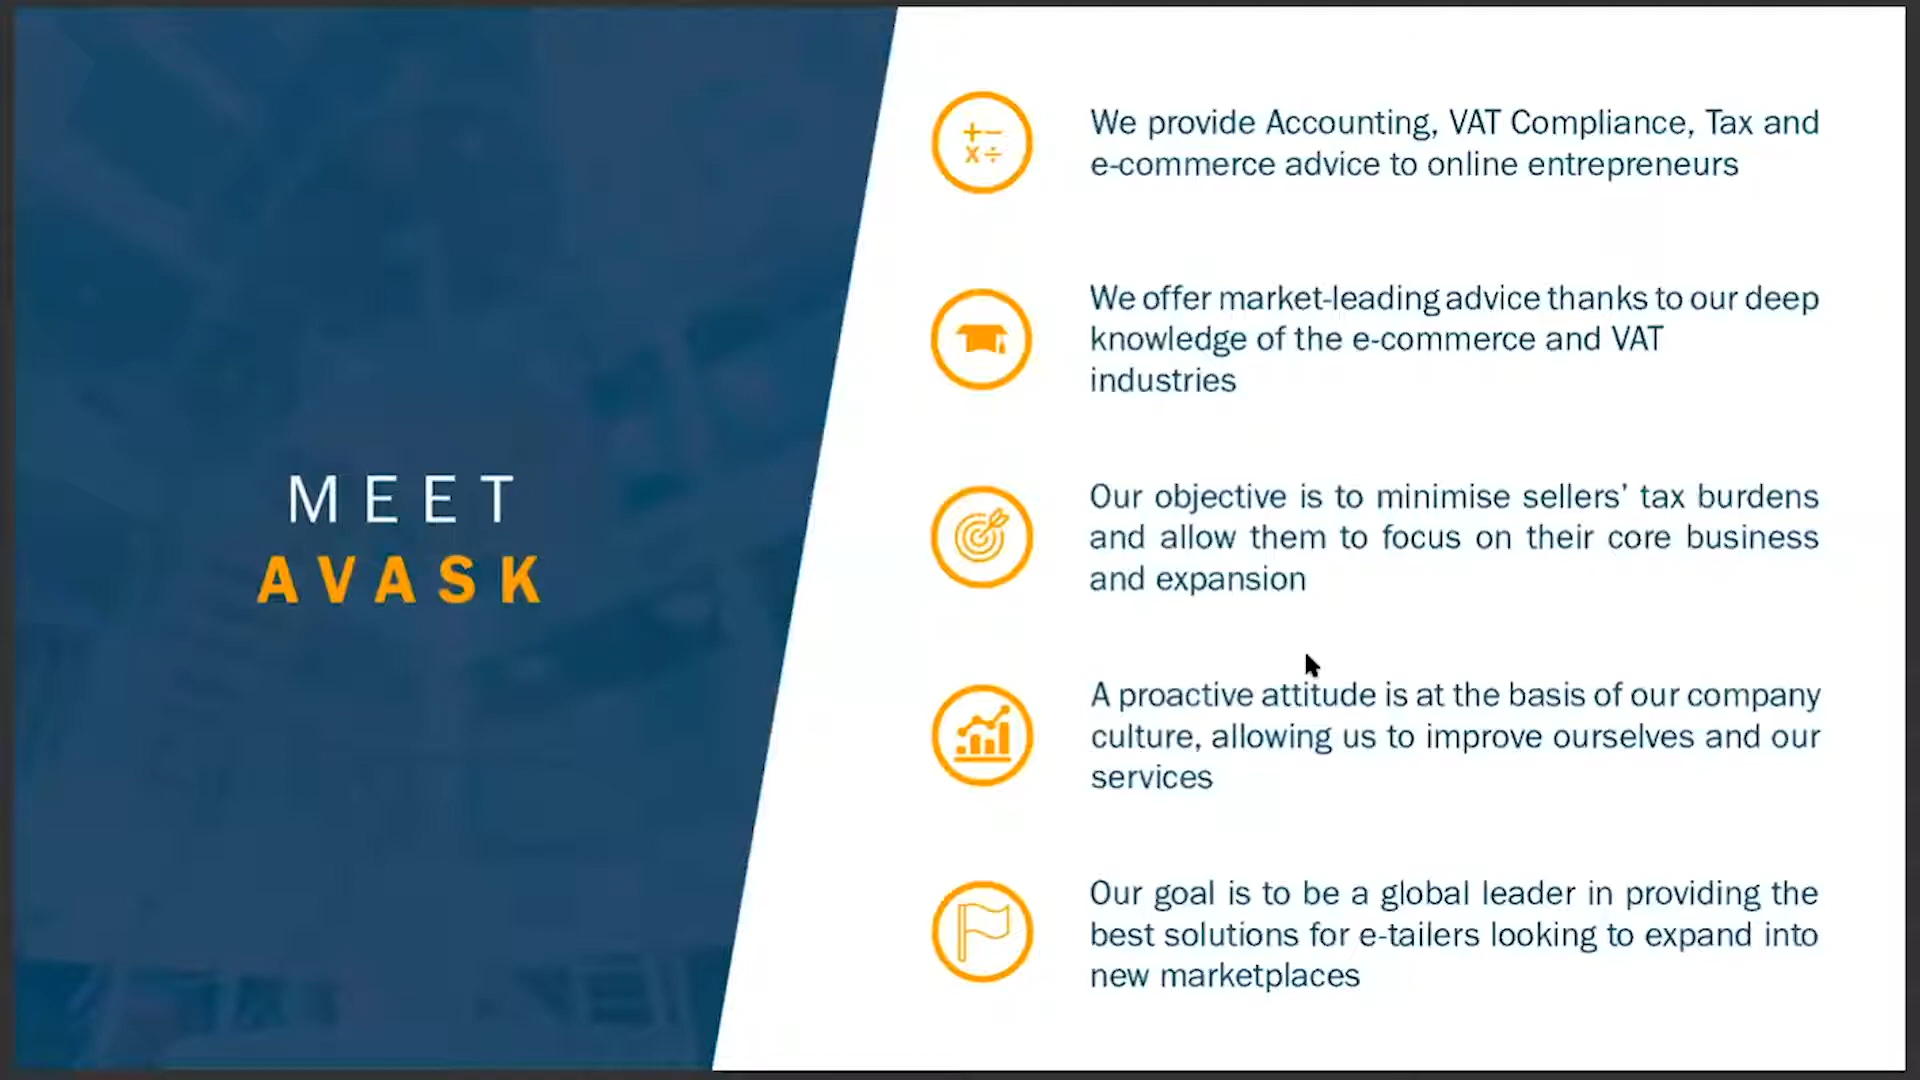 MEET
AVASK
We provide Accounting, VAT Compliance, Tax and
e-commerce advice to online entrepreneurs
We offer market-leading advice thanks to our deep
knowledge of the e-commerce and VAT
industries
Our objective is to minimise sellers’ tax burdens
and allow them to focus on their core business
and expansion
A proactive attitude is at the basis of our company
culture, allowing us to improve ourselves and our
services
Our goal is to be a global leader in providing the
best solutions for e-tailers looking to expand into
new marketplaces